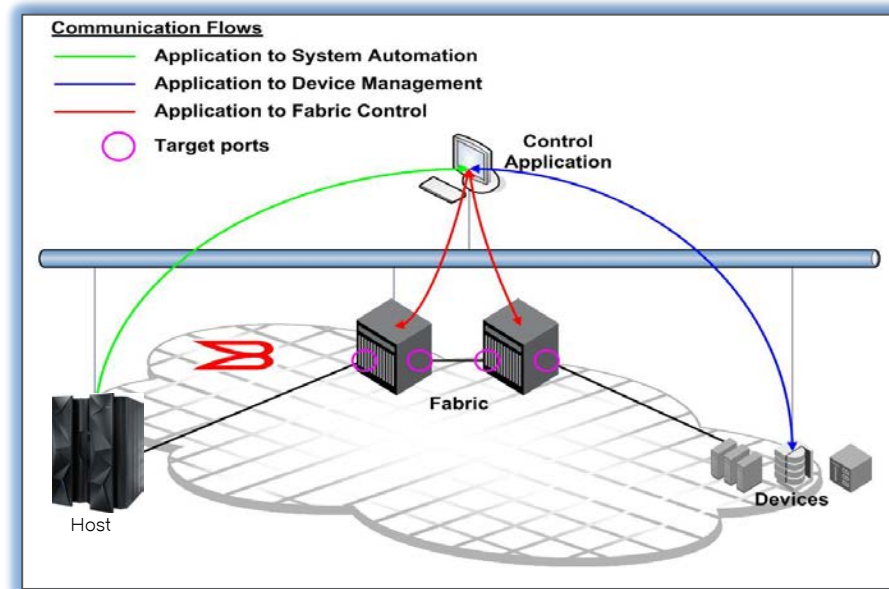 Communication Flows
Application to System Automation
Application to Device Management
Application to Fabric Control
Target ports
Control
Application
Fabric
Devices
Host